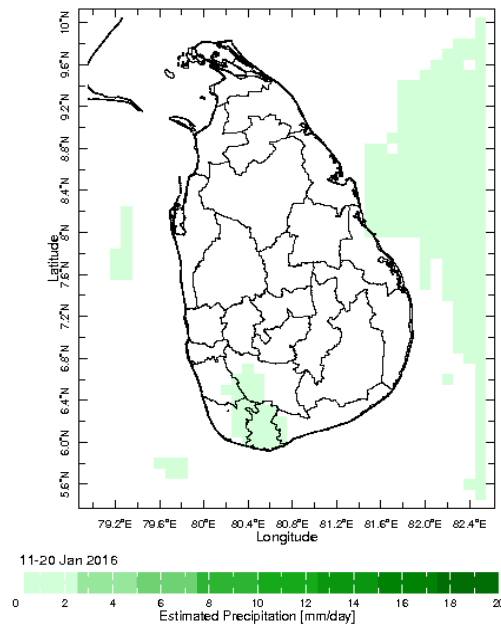 10°N
9.6°N
9.2°N
8.8°N
8.4°N
8°N
7.6°N
7.2°N
6.8°N
6.4°N
6.0°N
5.6°N
Latitude
79.2°E 79.6°E 80°E 80.4°E 80.8°E 81.2°E 81.6°E 82.0°E 82.4°E
Longitude
11-20 Jan 2016
0 2 4 6 8 10 12 14 16 18 20
Estimated Precipitation [mm/day]